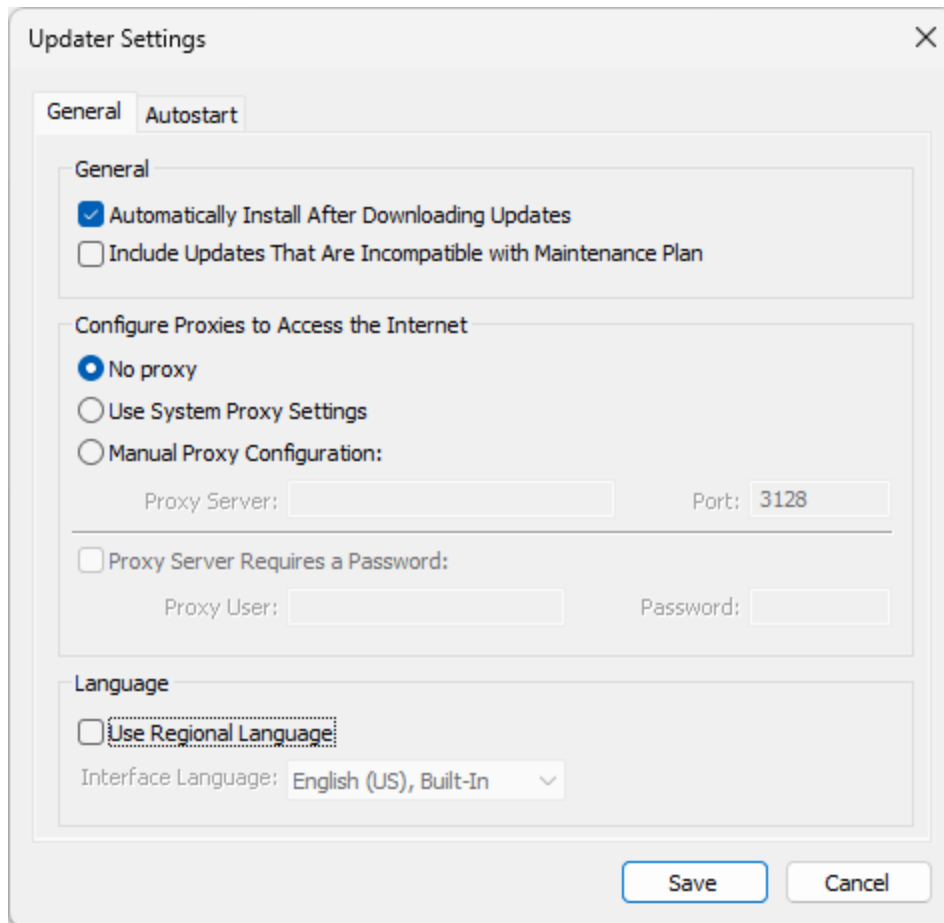 Updater Settings
General Autostart
General
Automatically Install After Downloading Updates
Include Updates That Are Incompatible with Maintenance Plan
Configure Proxies to Access the Internet
No proxy
Use System Proxy Settings
Manual Proxy Configuration:
Proxy Server: Port: 3128
Proxy Server Requires a Password:
Proxy User: Password:
Language
Use Regional Language
Interface Language: English (US), Built-In
Save Cancel